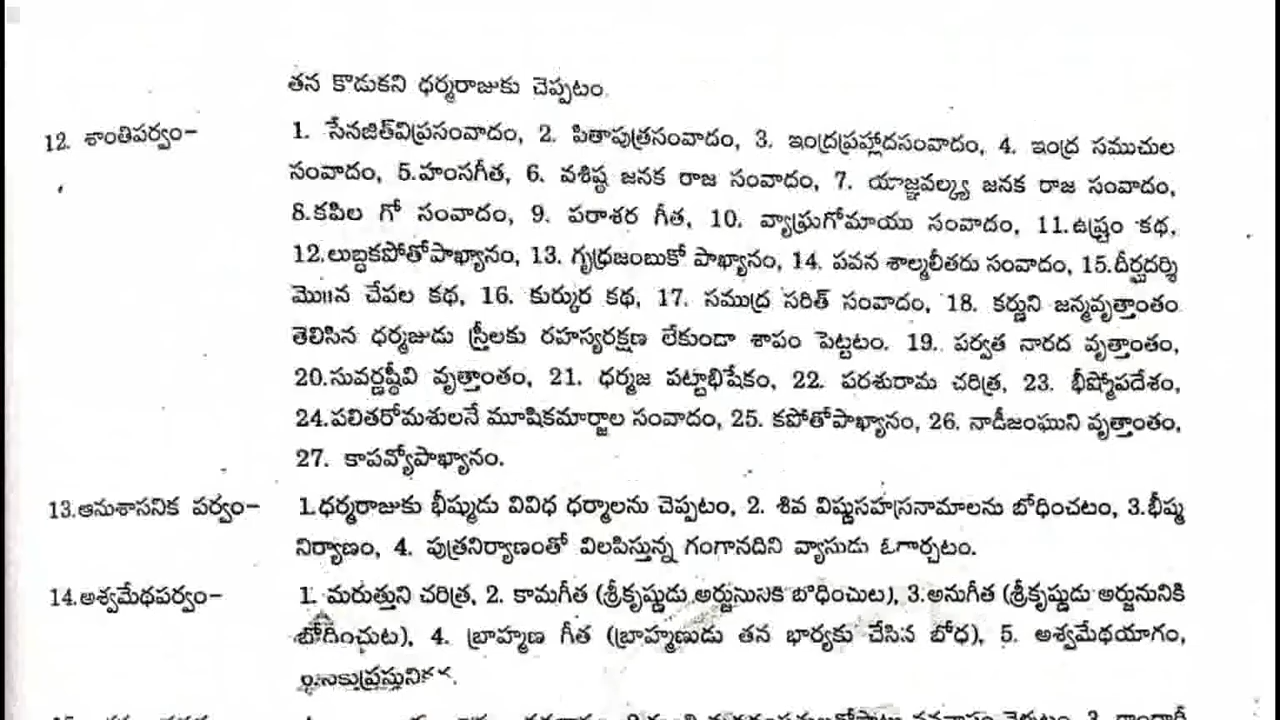 తన కొడుకని ధర్మరాజుకు చెప్పటం.
12. శాంతిపర్వం- 1. సేనజిత్‌విప్రసంవాదం, 2. పితాపుత్రసంవాదం, 3. ఇంద్రప్రహ్లాదసంవాదం, 4. ఇంద్ర సముచుల
సంవాదం, 5.హంసగీత, 6. వశిష్ఠ జనక రాజ సంవాదం, 7. యాజ్ఞవల్క్య జనక రాజ సంవాదం,
8.కపిల గో సంవాదం, 9. పరాశర గీత, 10. వ్యాఘ్రగోమాయు సంవాదం, 11.ఉష్ట్రం కథ,
12.లుబ్ధకపోతోపాఖ్యానం, 13. గృధ్రజంబుకో పాఖ్యానం, 14. పవన శాల్మలీతరు సంవాదం, 15.దీర్ఘదర్శి
మొ॥న చేపల కథ, 16. కుర్కుర కథ, 17. సముద్ర సరిత్ సంవాదం, 18. కర్ణుని జన్మవృత్తాంతం
తెలిసిన ధర్మజుడు స్త్రీలకు రహస్యరక్షణ లేకుండా శాపం పెట్టటం. 19. పర్వత నారద వృత్తాంతం,
20.సువర్ణష్ఠీవి వృత్తాంతం, 21. ధర్మజ పట్టాభిషేకం, 22. పరశురామ చరిత్ర, 23. భీష్మోపదేశం,
24.పలితరోమశులనే మూషికమార్జాల సంవాదం, 25. కపోతోపాఖ్యానం, 26. నాడీజంఘుని వృత్తాంతం,
27. కాపవ్యోపాఖ్యానం.
13.ఆనుశాసనిక పర్వం- 1.ధర్మరాజుకు భీష్ముడు వివిధ ధర్మాలను చెప్పటం, 2. శివ విష్ణుసహస్రనామాలను బోధించటం, 3.భీష్మ
నిర్యాణం, 4. పుత్రనిర్యాణంతో విలపిస్తున్న గంగానదిని వ్యాసుడు ఓదార్చటం.
14.అశ్వమేథపర్వం- 1. మరుత్తుని చరిత్ర, 2. కామగీత (శ్రీకృష్ణుడు అర్జునునికి బోధించుట), 3.అనుగీత (శ్రీకృష్ణుడు అర్జునునికి
బోధించుట), 4. బ్రాహ్మణ గీత (బ్రాహ్మణుడు తన భార్యకు చేసిన బోధ), 5. అశ్వమేథయాగం,